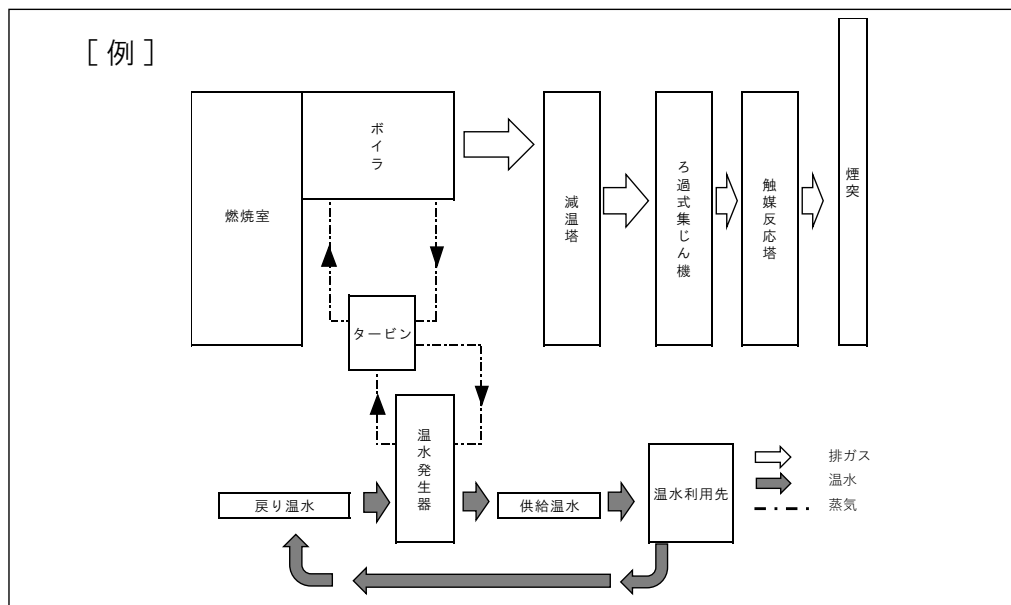 ［例］
燃焼室
ボイラ
減温塔
ろ過式集じん機
触媒反応塔
煙突
タービン
温水発生器
戻り温水
供給温水
温水利用先
排ガス
温水
蒸気